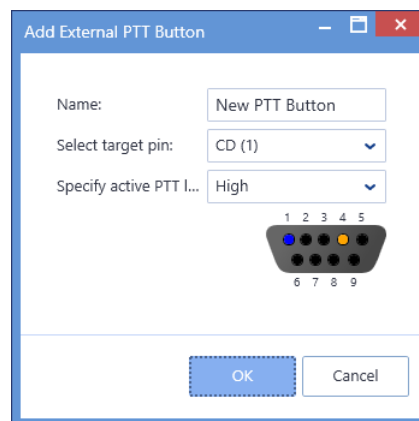 Add External PTT Button
Name: New PTT Button
Select target pin: CD (1)
Specify active PTT l... High
1 2 3 4 5
6 7 8 9
OK Cancel